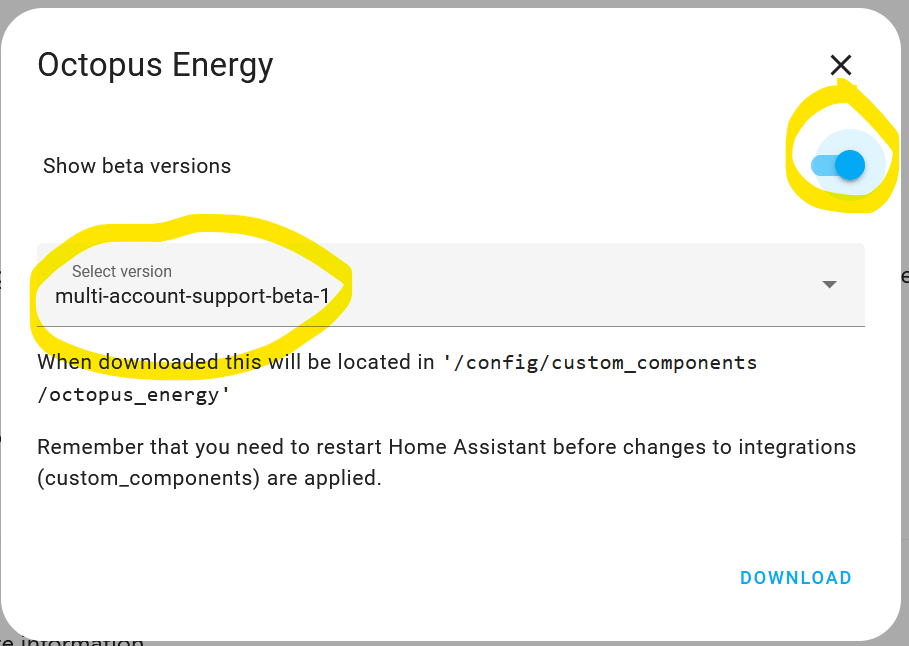 Octopus Energy
Show beta versions
Select version
multi-account-support-beta-1
When downloaded this will be located in '/config/custom_components
/octopus_energy'
Remember that you need to restart Home Assistant before changes to integrations
(custom_components) are applied.
DOWNLOAD
information